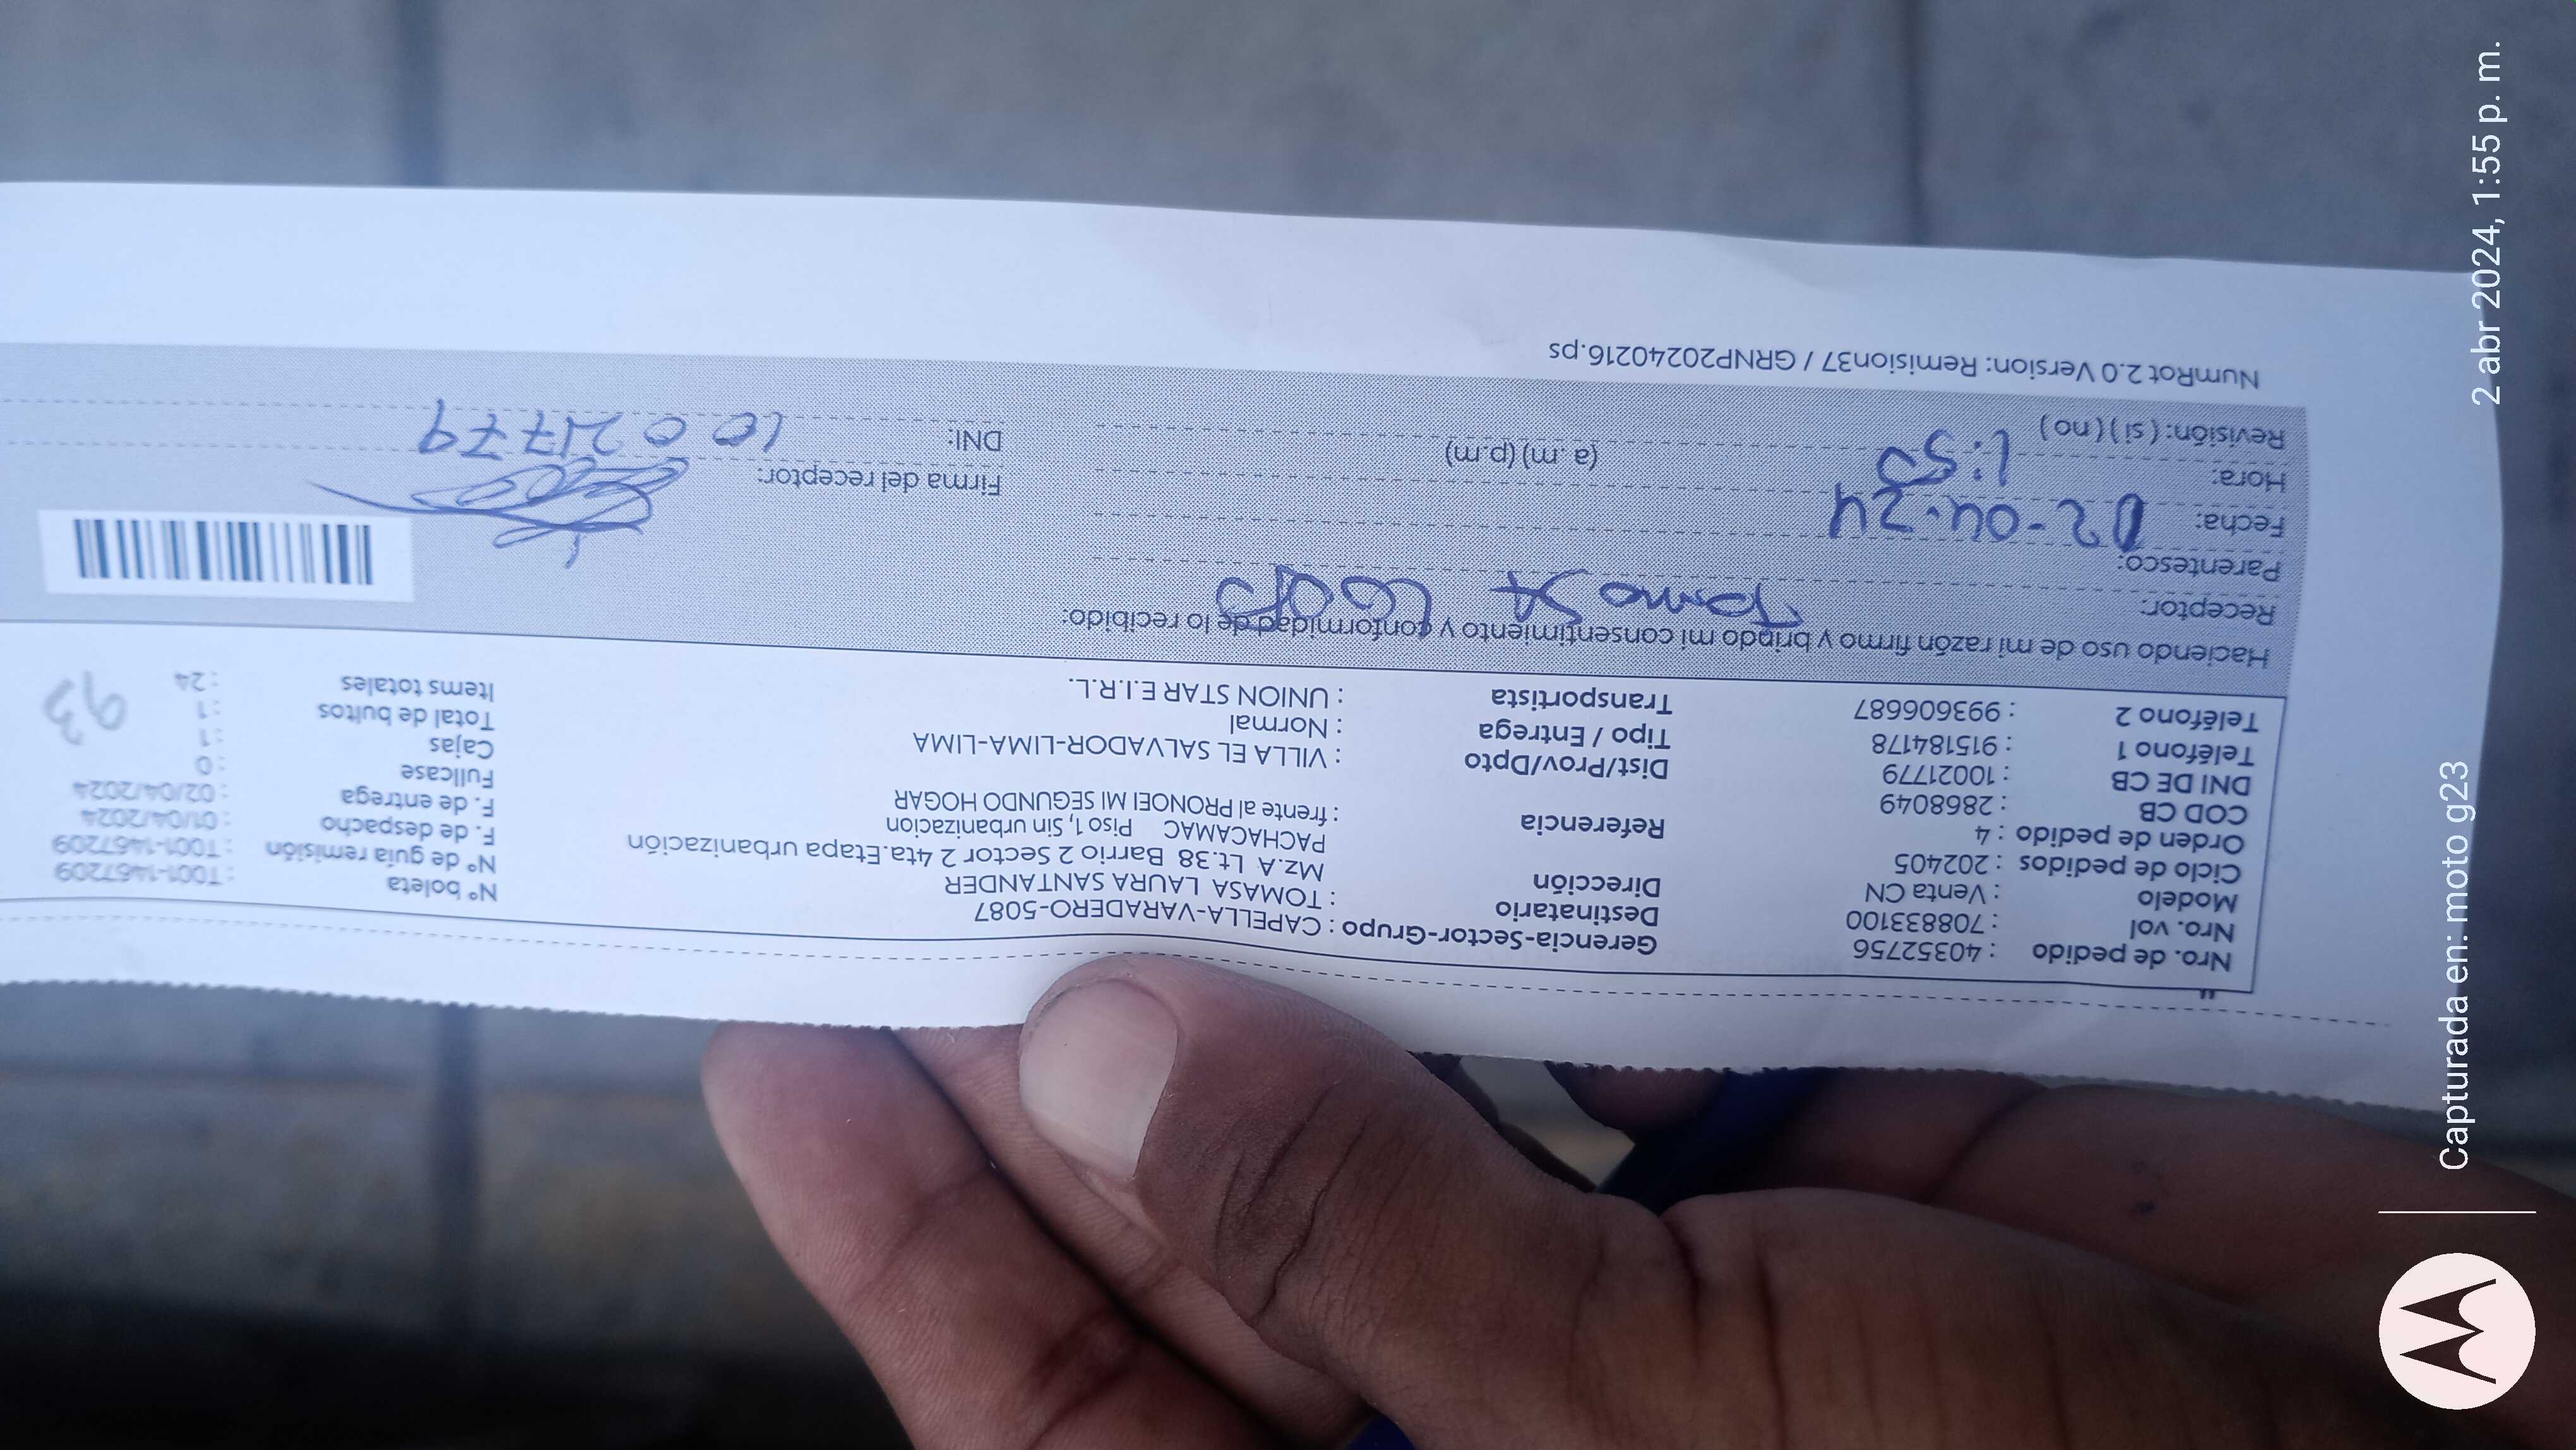 Nro. de pedido : 40352756
Nro. vol : 708833100
Modelo : Venta CN
Ciclo de pedidos : 202405
Orden de pedido : 4
COD CB : 2868049
DNI DE CB : 10021779
Teléfono 1 : 915184178
Teléfono 2 : 993606687
Gerencia-Sector-Grupo : CAPELLA-VARADERO-5087
Destinatario : TOMASA LAURA SANTANDER
Dirección Mz.A Lt.38 Barrio 2 Sector 2 4ta.Etapa urbanización
PACHACAMAC Piso 1, Sin urbanizacion
Referencia : frente al PRONOEI MI SEGUNDO HOGAR
Dist/Prov/Dpto : VILLA EL SALVADOR-LIMA-LIMA
Tipo / Entrega : Normal
Transportista : UNION STAR E.I.R.L.
N° boleta : T001-1467209
N° de guia remisión : T001-1467209
F. de despacho : 01/04/2024
F. de entrega : 02/04/2024
Fullcase : 0
Cajas : 1
Total de bultos : 1
Items totales : 24
93
Haciendo uso de mi razón firmo y brindo mi consentimiento y conformidad de lo recibido:
Receptor:
Parentesco:
Fecha: 02-04-24
Hora: 1:50 (a.m) (p.m)
Revisión: ( si ) ( no )
Firma del receptor:
DNI: 10021779
NumRot 2.0 Version: Remision37 / GRNP20240216.ps
Capturada en: moto g23
2 abr 2024, 1:55 p. m.